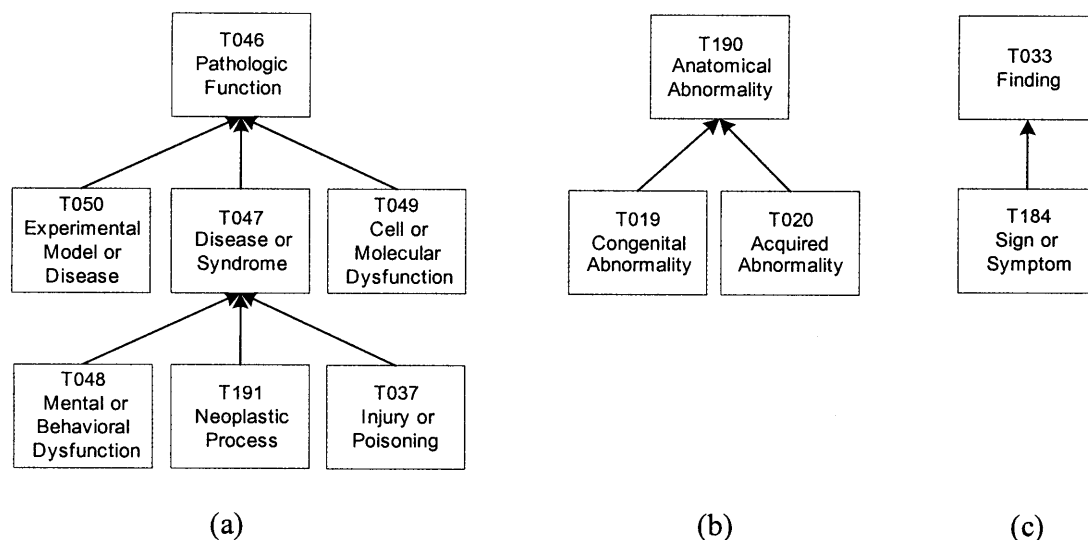 T046
Pathologic
Function
T190
Anatomical
Abnormality
T033
Finding
T050
Experimental
Model or
Disease
T047
Disease or
Syndrome
T049
Cell or
Molecular
Dysfunction
T019
Congenital
Abnormality
T020
Acquired
Abnormality
T184
Sign or
Symptom
T048
Mental or
Behavioral
Dysfunction
T191
Neoplastic
Process
T037
Injury or
Poisoning
(a)
(b)
(c)